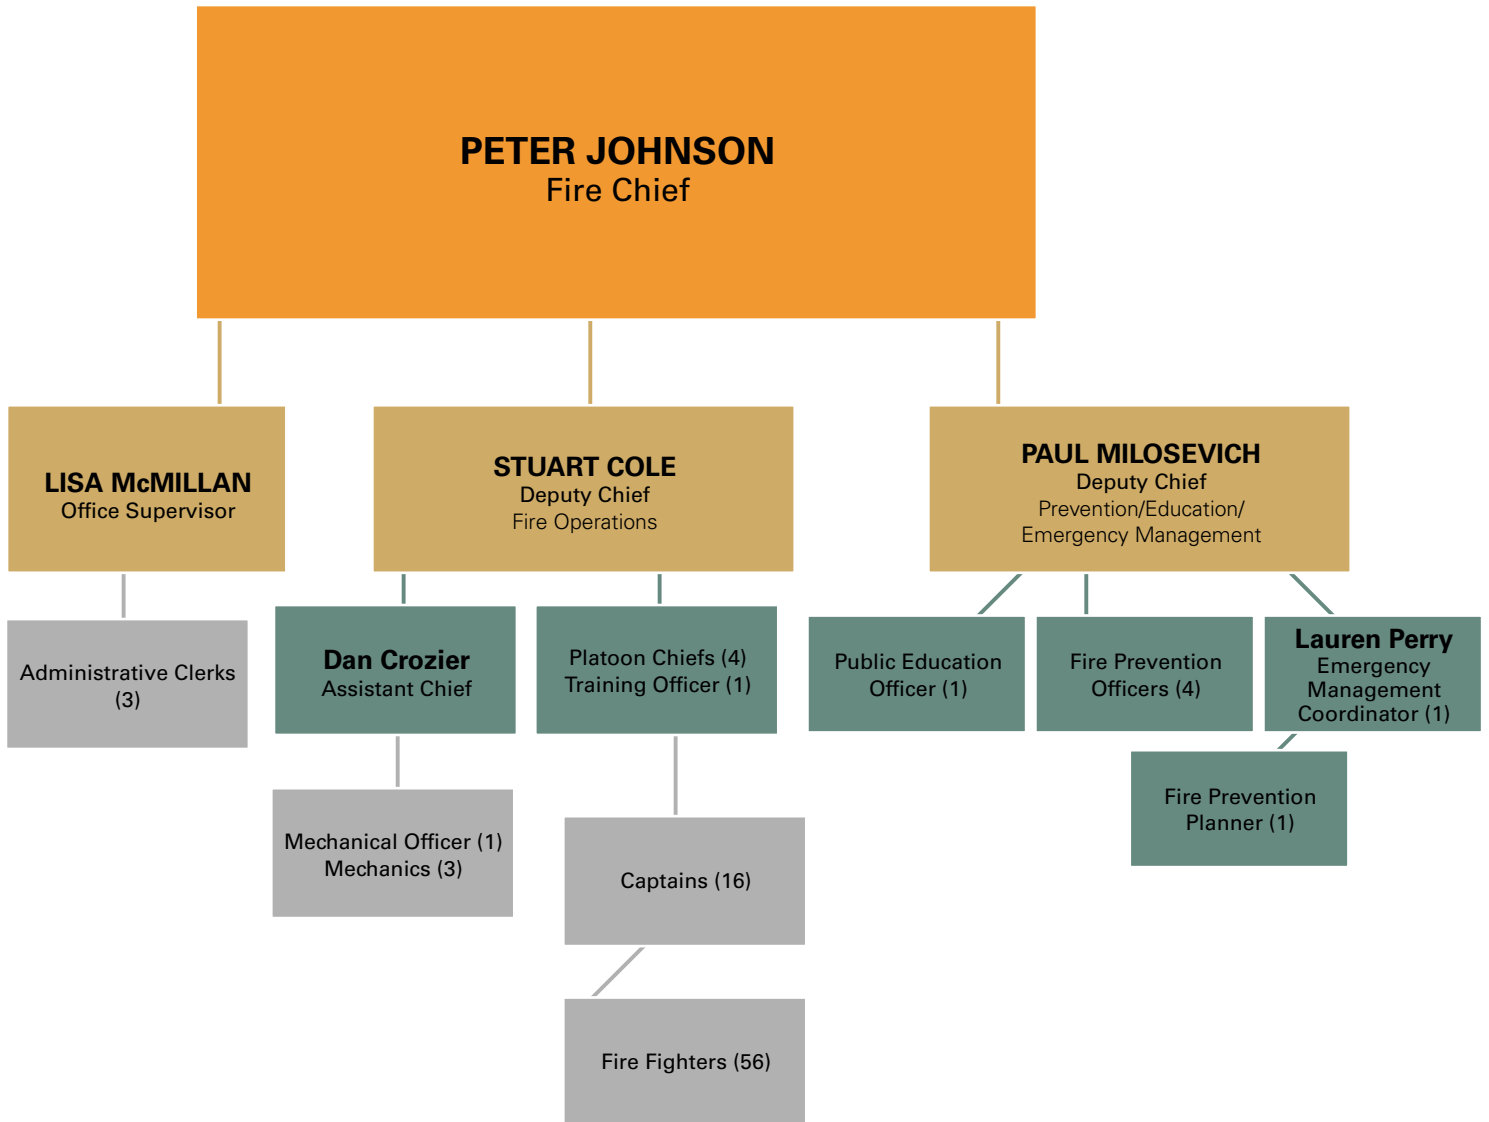 PETER JOHNSON
Fire Chief
LISA McMILLAN
Office Supervisor
STUART COLE
Deputy Chief
Fire Operations
PAUL MILOSEVICH
Deputy Chief
Prevention/Education/
Emergency Management
Administrative Clerks
(3)
Dan Crozier
Assistant Chief
Platoon Chiefs (4)
Training Officer (1)
Public Education
Officer (1)
Fire Prevention
Officers (4)
Lauren Perry
Emergency
Management
Coordinator (1)
Mechanical Officer (1)
Mechanics (3)
Captains (16)
Fire Prevention
Planner (1)
Fire Fighters (56)